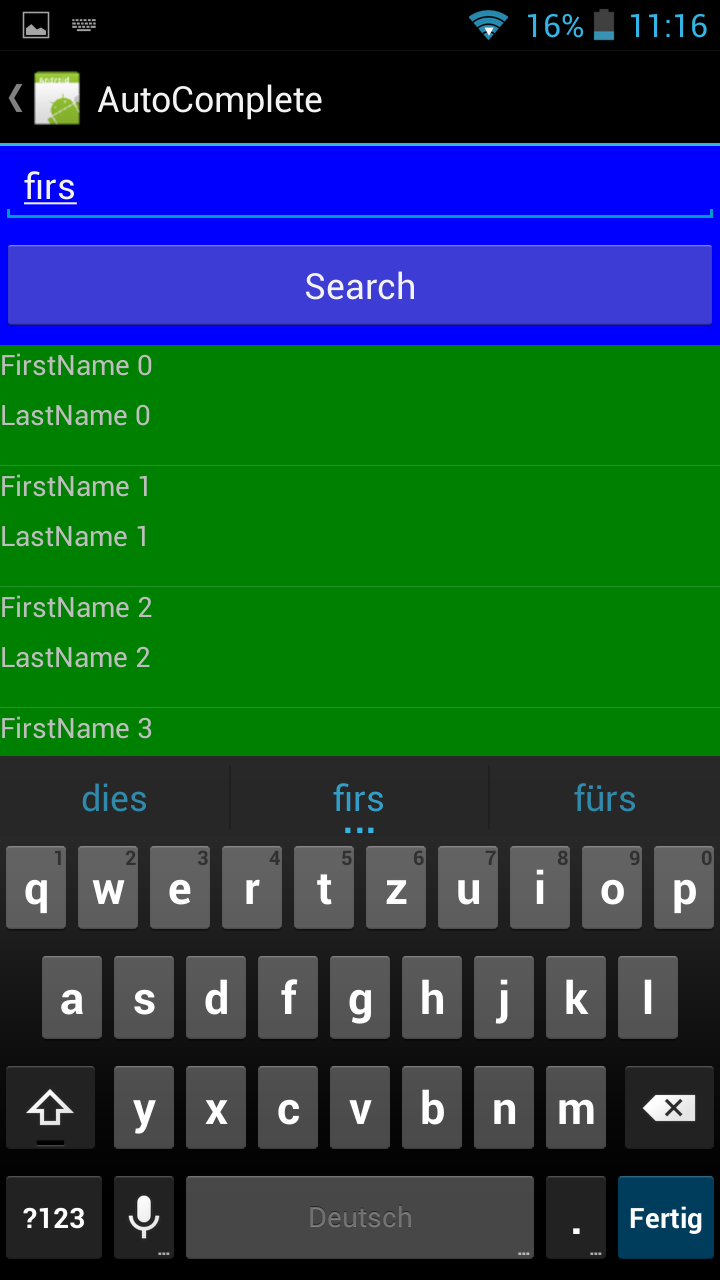 16% 11:16
Android
AutoComplete
firs
Search
FirstName 0
LastName 0
FirstName 1
LastName 1
FirstName 2
LastName 2
FirstName 3
dies firs fürs
...
1 2 3 4 5 6 7 8 9 0
q w e r t z u i o p
a s d f g h j k l
y x c v b n m
?123 Deutsch . Fertig
... ... ...